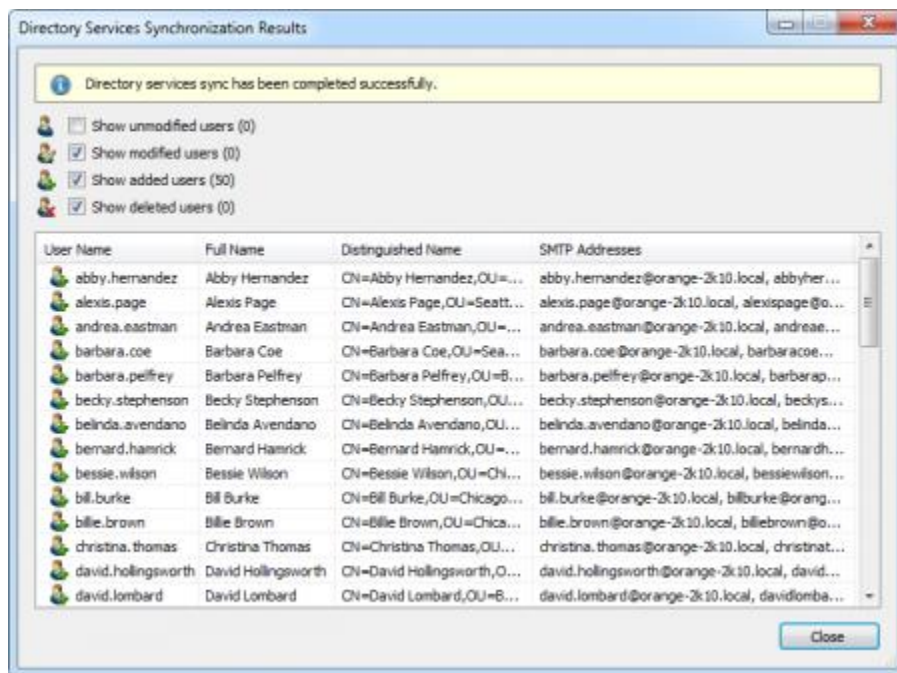 Directory Services Synchronization Results
Directory services sync has been completed successfully.
Show unmodified users (0)
Show modified users (0)
Show added users (50)
Show deleted users (0)
User Name Full Name Distinguished Name SMTP Addresses
abby.hernandez Abby Hernandez CN=Abby Hernandez,OU=... abby.hernandez@orange-2k10.local, abbyher...
alexis.page Alexis Page CN=Alexis Page,OU=Seatt... alexis.page@orange-2k10.local, alexispage@o...
andrea.eastman Andrea Eastman CN=Andrea Eastman,OU=... andrea.eastman@orange-2k10.local, andreae...
barbara.coe Barbara Coe CN=Barbara Coe,OU=Sea... barbara.coe@orange-2k10.local, barbaracoe...
barbara.pelfrey Barbara Pelfrey CN=Barbara Pelfrey,OU=B... barbara.pelfrey@orange-2k10.local, barbarap...
becky.stephenson Becky Stephenson CN=Becky Stephenson,OU... becky.stephenson@orange-2k10.local, beckys...
belinda.avendano Belinda Avendano CN=Belinda Avendano,OU... belinda.avendano@orange-2k10.local, belinda...
bernard.hamrick Bernard Hamrick CN=Bernard Hamrick,OU=... bernard.hamrick@orange-2k10.local, bernardh...
bessie.wilson Bessie Wilson CN=Bessie Wilson,OU=Chi... bessie.wilson@orange-2k10.local, bessiewilson...
bill.burke Bill Burke CN=Bill Burke,OU=Chicago... bill.burke@orange-2k10.local, billburke@orang...
billie.brown Billie Brown CN=Billie Brown,OU=Chica... billie.brown@orange-2k10.local, billiebrown@o...
christina.thomas Christina Thomas CN=Christina Thomas,OU... christina.thomas@orange-2k10.local, christinat...
david.hollingsworth David Hollingsworth CN=David Hollingsworth,O... david.hollingsworth@orange-2k10.local, david...
david.lombard David Lombard CN=David Lombard,OU=B... david.lombard@orange-2k10.local, davidlomba...
Close